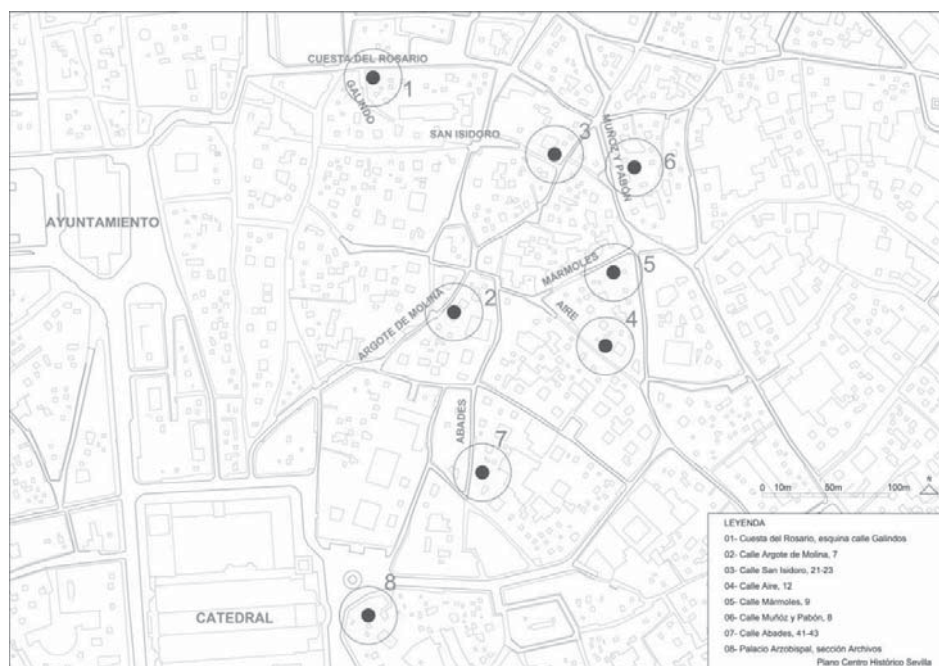 CUESTA DEL ROSARIO
1
GALINDO
SAN ISIDORO
3
MUÑOZ Y PABÓN
6
AYUNTAMIENTO
MÁRMOLES
5
2
AIRE
ARGOTE DE MOLINA
4
ABADES
7
0 10m 50m 100m
8
CATEDRAL
LEYENDA
01- Cuesta del Rosario, esquina calle Galindos
02- Calle Argote de Molina, 7
03- Calle San Isidoro, 21-23
04- Calle Aire, 12
05- Calle Mármoles, 9
06- Calle Muñóz y Pabón, 8
07- Calle Abades, 41-43
08- Palacio Arzobispal, sección Archivos
Plano Centro Histórico Sevilla